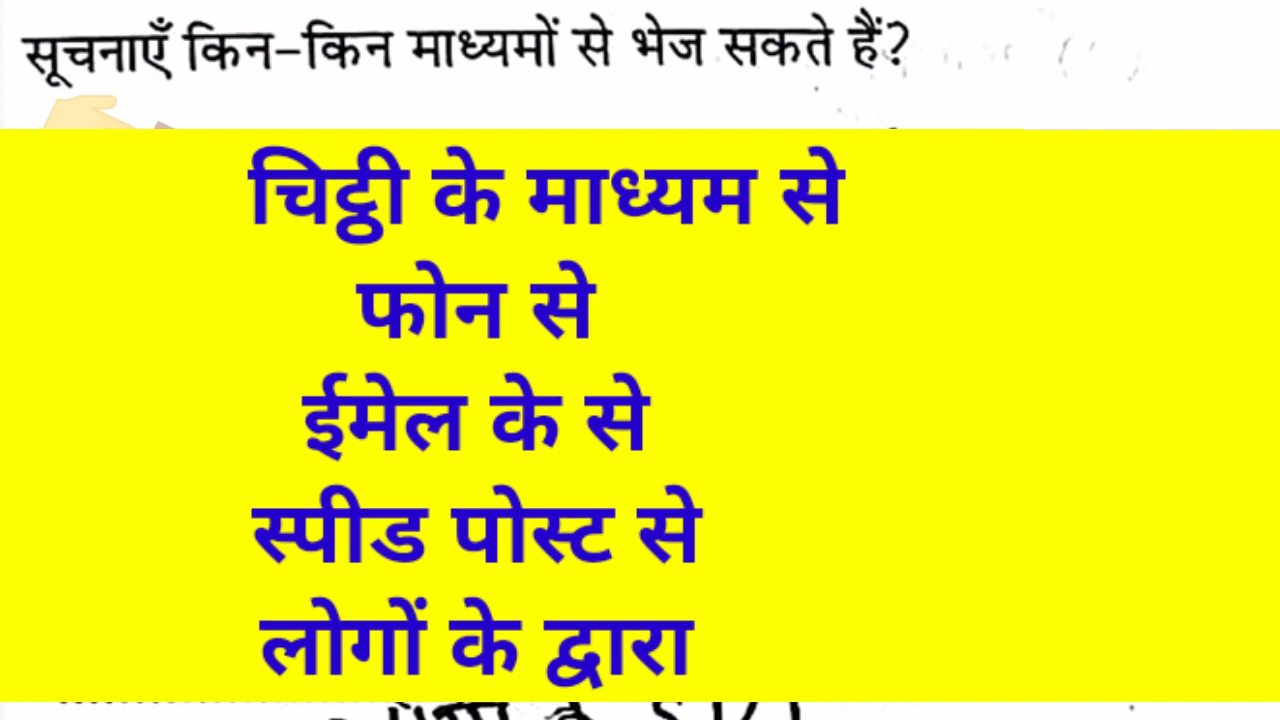 सूचनाएँ किन–किन माध्यमों से भेज सकते हैं?
चिट्ठी के माध्यम से
फोन से
ईमेल के से
स्पीड पोस्ट से
लोगों के द्वारा